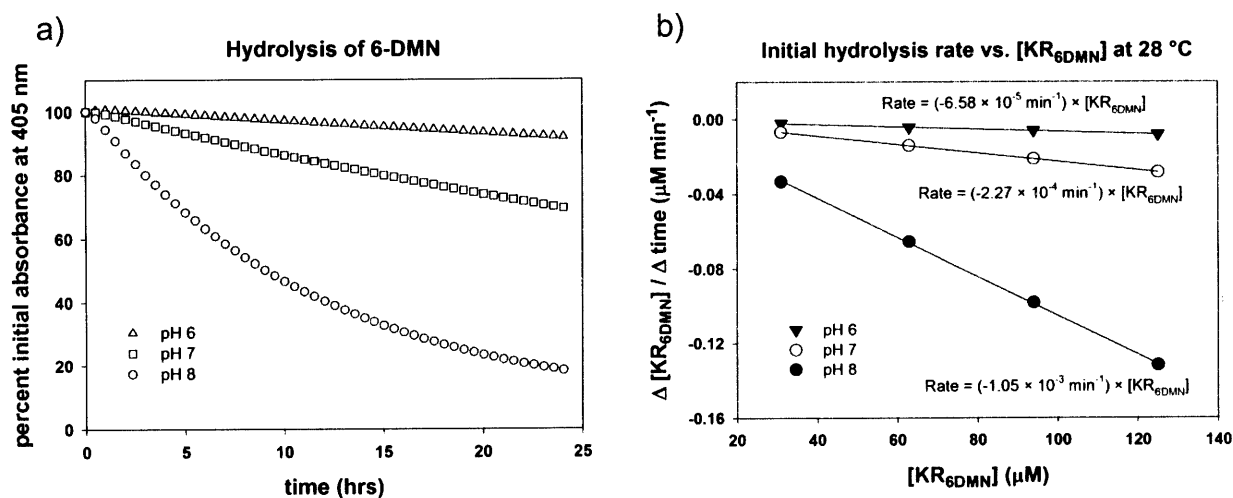 a)
Hydrolysis of 6-DMN
percent initial absorbance at 405 nm
100
80
60
40
20
0
pH 6
pH 7
pH 8
0 5 10 15 20 25
time (hrs)
b)
Initial hydrolysis rate vs. [KR6DMN] at 28 °C
Δ [KR6DMN] / Δ time (μM min⁻¹)
0.00
-0.04
-0.08
-0.12
-0.16
Rate = (-6.58 × 10⁻⁵ min⁻¹) × [KR6DMN]
Rate = (-2.27 × 10⁻⁴ min⁻¹) × [KR6DMN]
pH 6
pH 7
pH 8
Rate = (-1.05 × 10⁻³ min⁻¹) × [KR6DMN]
20 40 60 80 100 120 140
[KR6DMN] (μM)